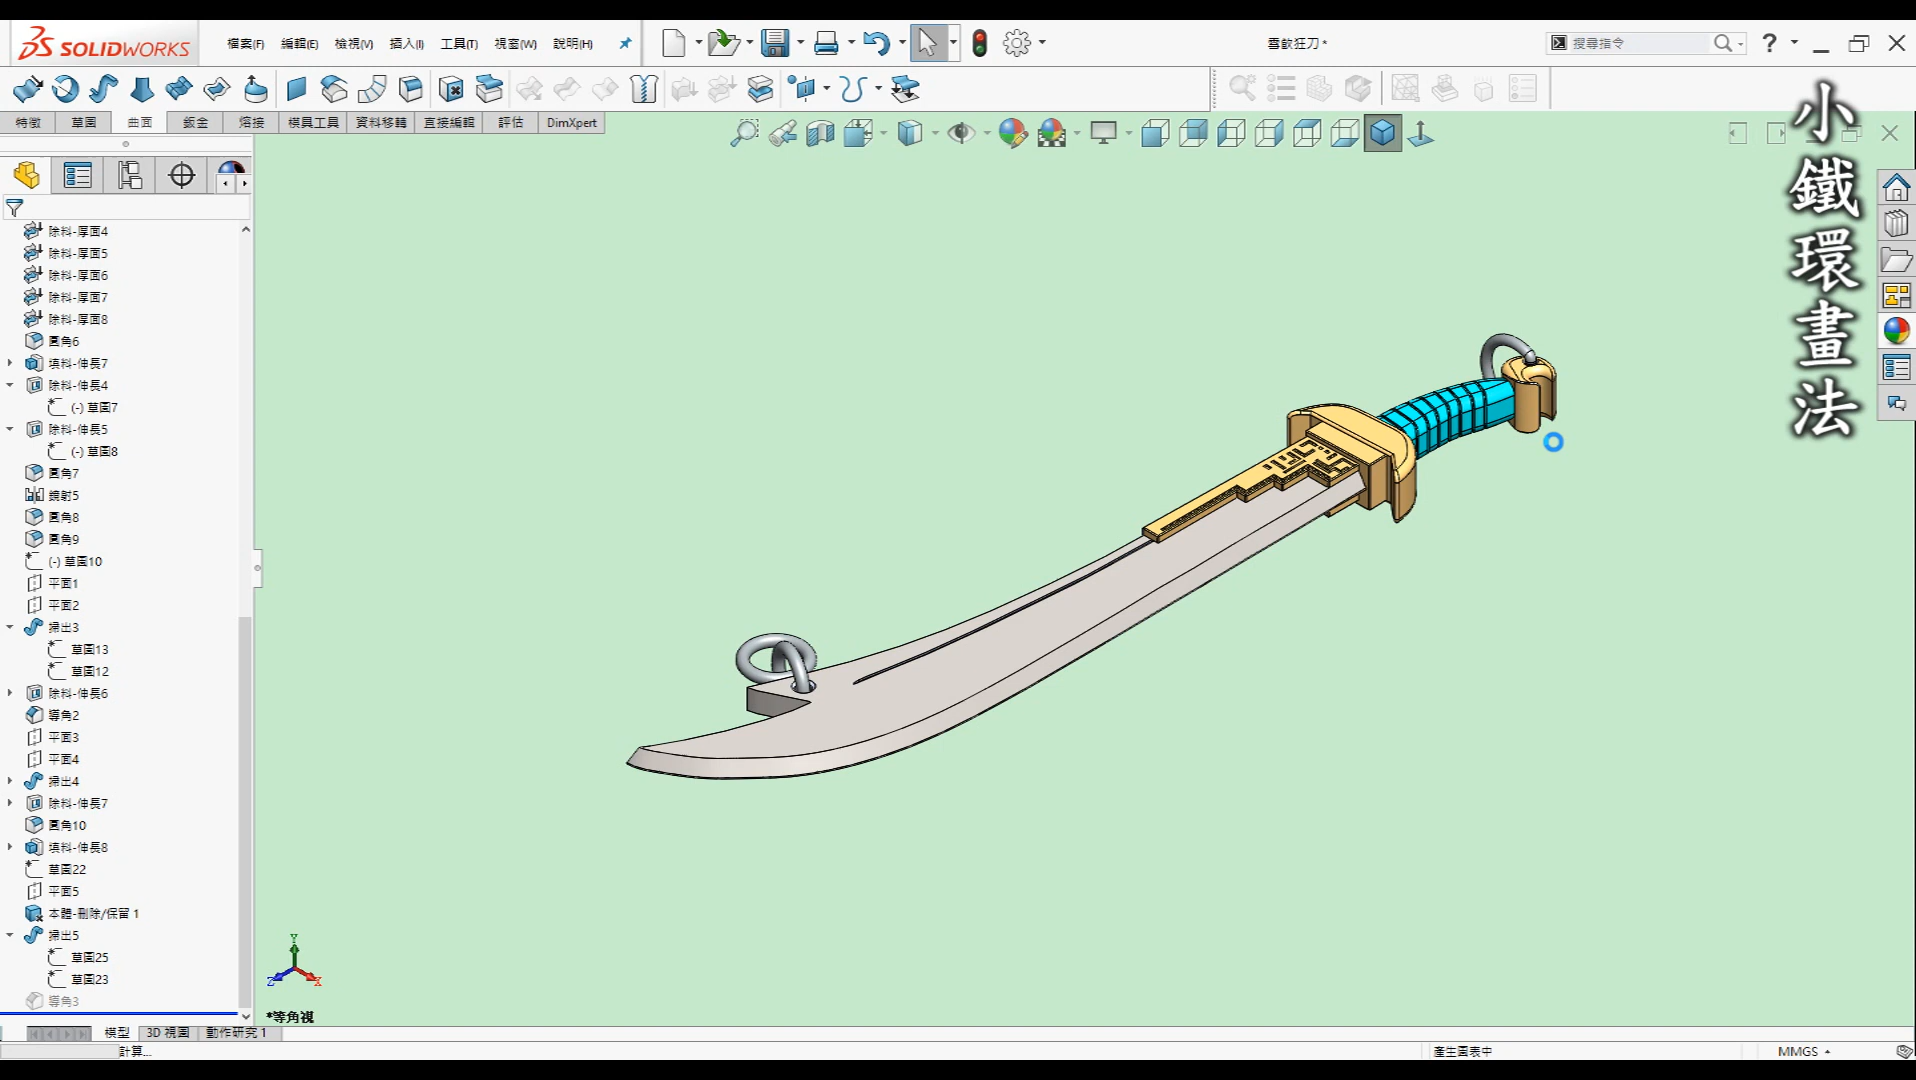 SOLIDWORKS
檔案(F) 編輯(E) 檢視(V) 插入(I) 工具(T) 視窗(W) 說明(H)
雪飲狂刀 *
搜尋指令
特徵 草圖 曲面 鈑金 熔接 模具工具 資料移轉 直接編輯 評估 DimXpert
小鐵環畫法
除料-厚面4
除料-厚面5
除料-厚面6
除料-厚面7
除料-厚面8
圓角6
填料-伸長7
除料-伸長4
(-) 草圖7
除料-伸長5
(-) 草圖8
圓角7
鏡射5
圓角8
圓角9
(-) 草圖10
平面1
平面2
掃出3
草圖13
草圖12
除料-伸長6
導角2
平面3
平面4
掃出4
除料-伸長7
圓角10
填料-伸長8
草圖22
平面5
本體-刪除/保留 1
掃出5
草圖25
草圖23
導角3
Y
Z
X
*等角視
模型 3D 視圖 動作研究 1
計算...
產生圖表中
MMGS